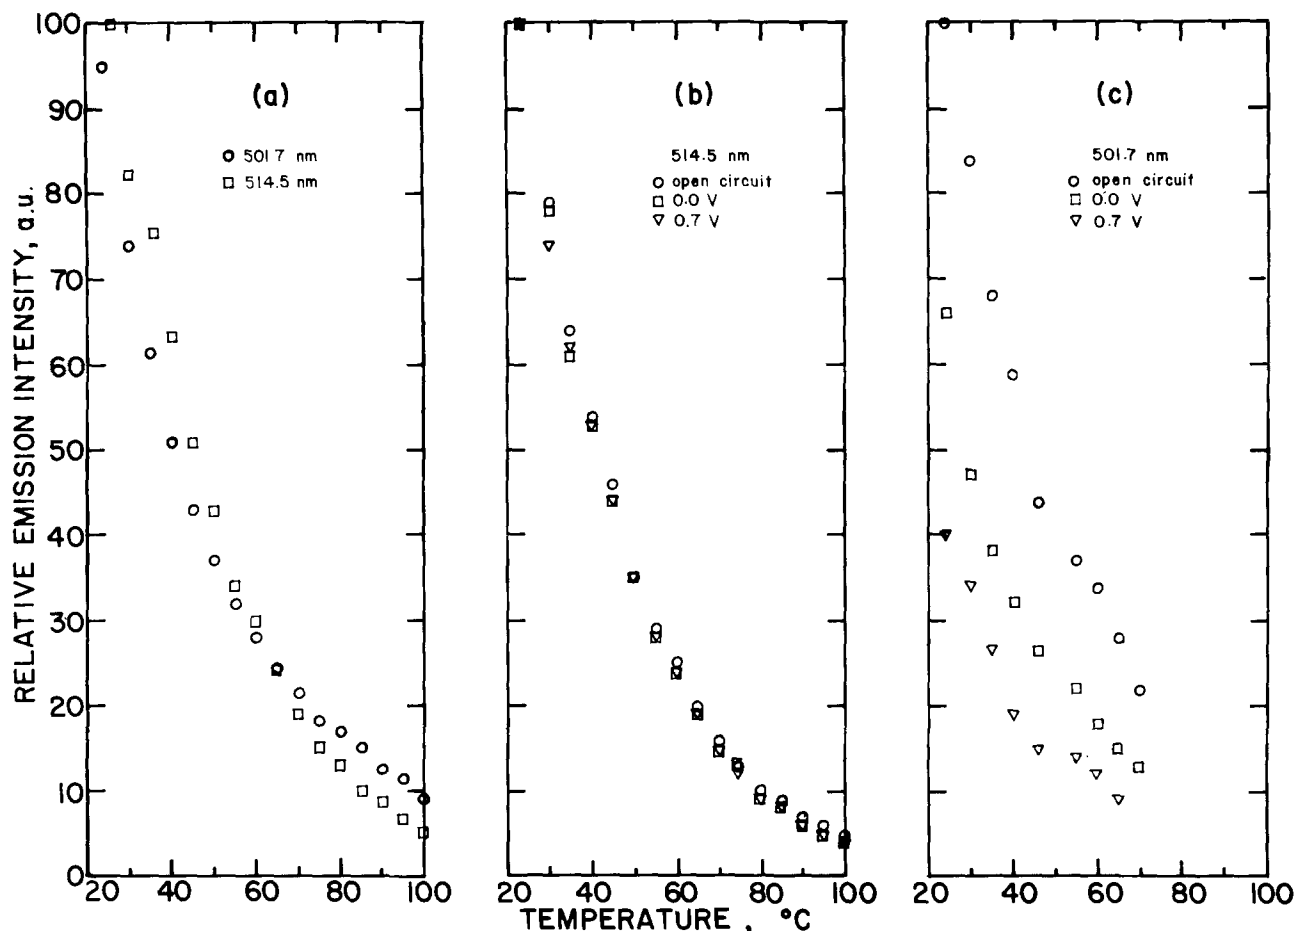 RELATIVE EMISSION INTENSITY, a.u.
100
90
80
70
60
50
40
30
20
10
0
(a)
501.7 nm
514.5 nm
20 40 60 80 100
(b)
514.5 nm
open circuit
0.0 V
0.7 V
20 40 60 80 100
(c)
501.7 nm
open circuit
0.0 V
0.7 V
20 40 60 80 100
TEMPERATURE, °C